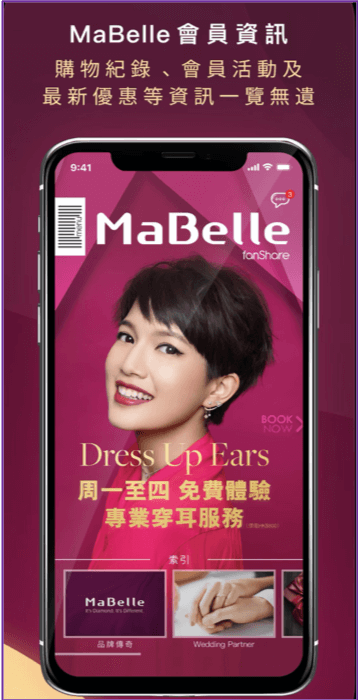 MaBelle會員資訊
購物紀錄、會員活動及
最新優惠等資訊一覽無遺
9:41
menu
3
MaBelle
fanShare
BOOK
NOW
Dress Up Ears
周一至四 免費體驗
專業穿耳服務
索引
MaBelle
It's Diamond. It's Different.
品牌傳奇
Wedding Partner